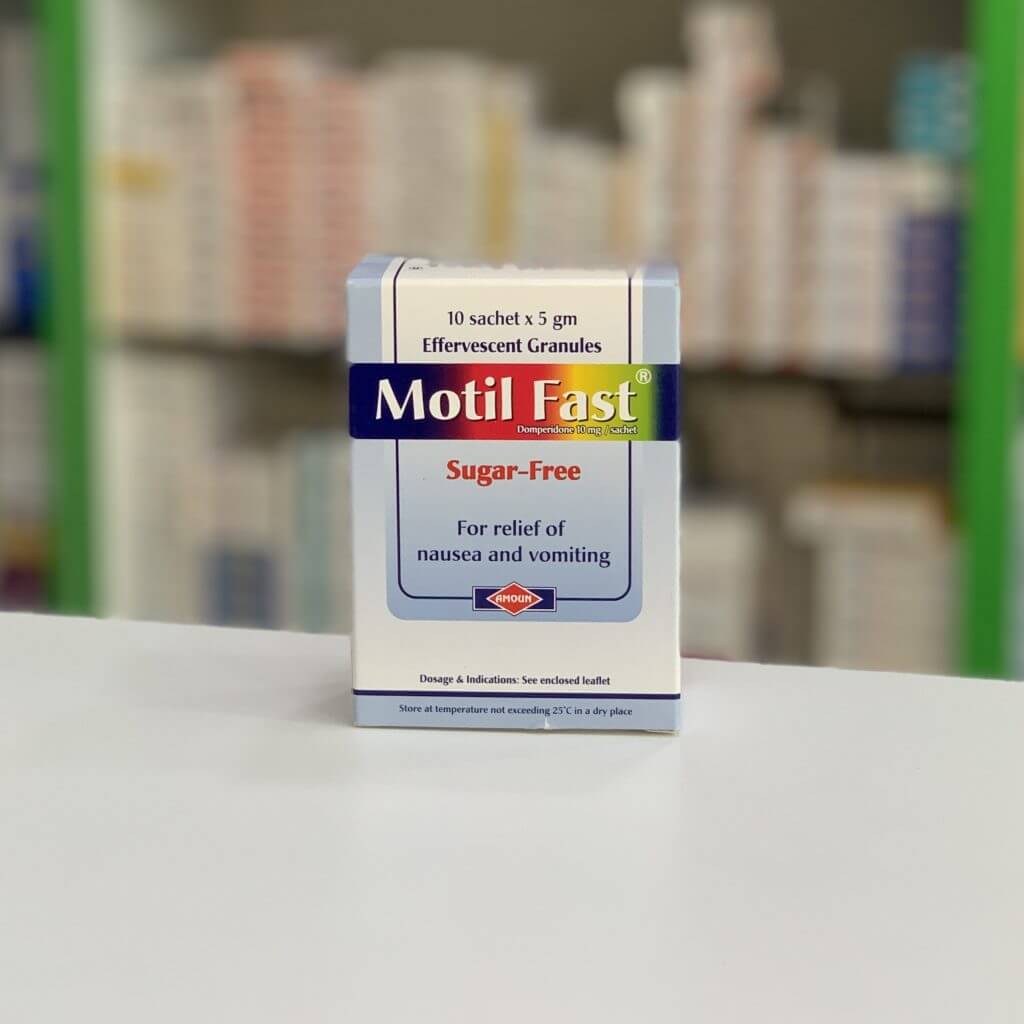 10 sachet x 5 gm
Effervescent Granules
Motil Fast®
Domperidone 10 mg / sachet
Sugar-Free
For relief of
nausea and vomiting
AMOUN
Dosage & Indications: See enclosed leaflet
Store at temperature not exceeding 25°C in a dry place